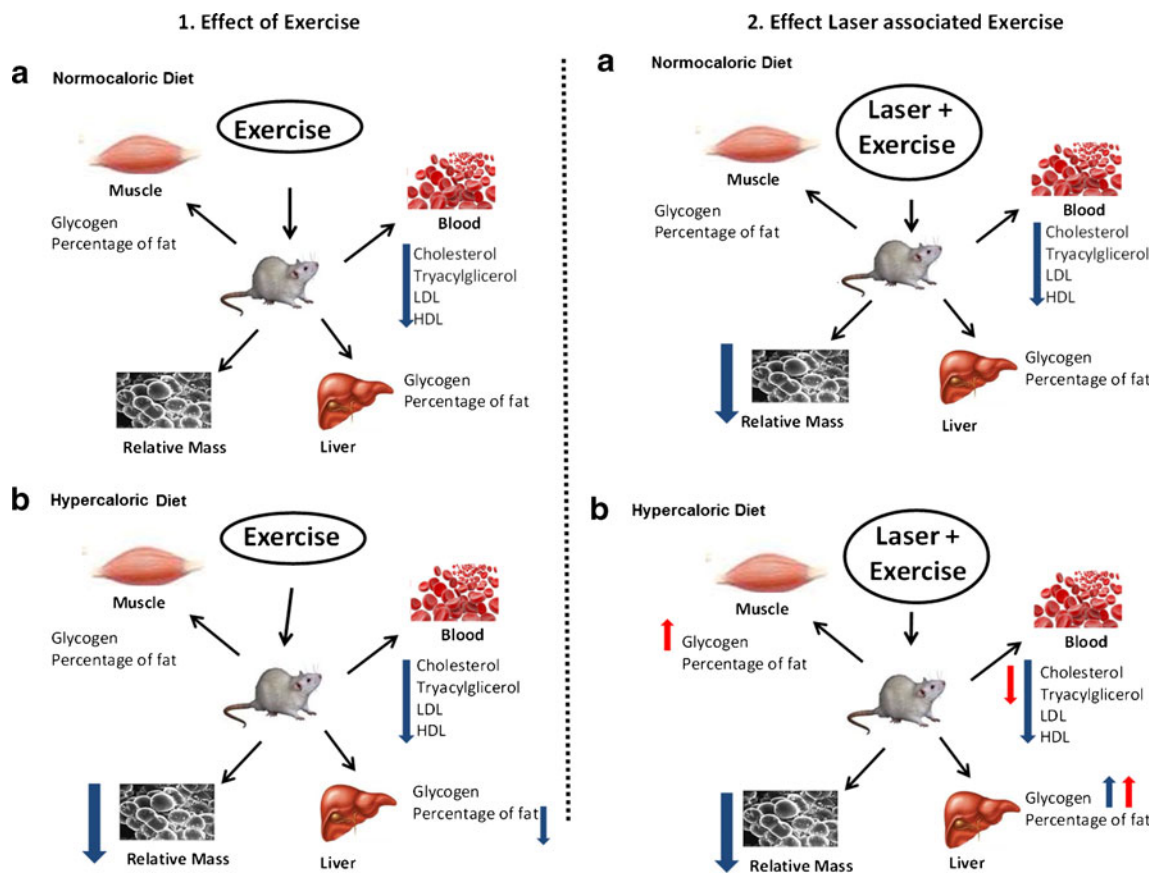 1. Effect of Exercise
a
Normocaloric Diet
Exercise
Muscle
Glycogen
Percentage of fat
Blood
Cholesterol
Tryacylglicerol
LDL
HDL
Relative Mass
Liver
Glycogen
Percentage of fat
b
Hypercaloric Diet
Exercise
Muscle
Glycogen
Percentage of fat
Blood
Cholesterol
Tryacylglicerol
LDL
HDL
Relative Mass
Liver
Glycogen
Percentage of fat
2. Effect Laser associated Exercise
a
Normocaloric Diet
Laser +
Exercise
Muscle
Glycogen
Percentage of fat
Blood
Cholesterol
Tryacylglicerol
LDL
HDL
Relative Mass
Liver
Glycogen
Percentage of fat
b
Hypercaloric Diet
Laser +
Exercise
Muscle
Glycogen
Percentage of fat
Blood
Cholesterol
Tryacylglicerol
LDL
HDL
Relative Mass
Liver
Glycogen
Percentage of fat